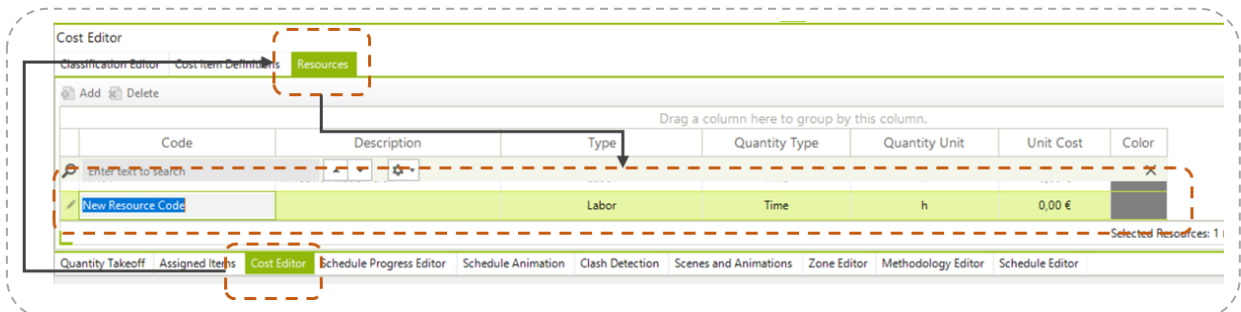 Cost Editor
Classification Editor Cost Item Definitions Resources
Add Delete
Drag a column here to group by this column.
Code Description Type Quantity Type Quantity Unit Unit Cost Color
Enter text to search
New Resource Code Labor Time h 0,00 €
Selected Resources: 1
Quantity Takeoff Assigned Items Cost Editor Schedule Progress Editor Schedule Animation Clash Detection Scenes and Animations Zone Editor Methodology Editor Schedule Editor